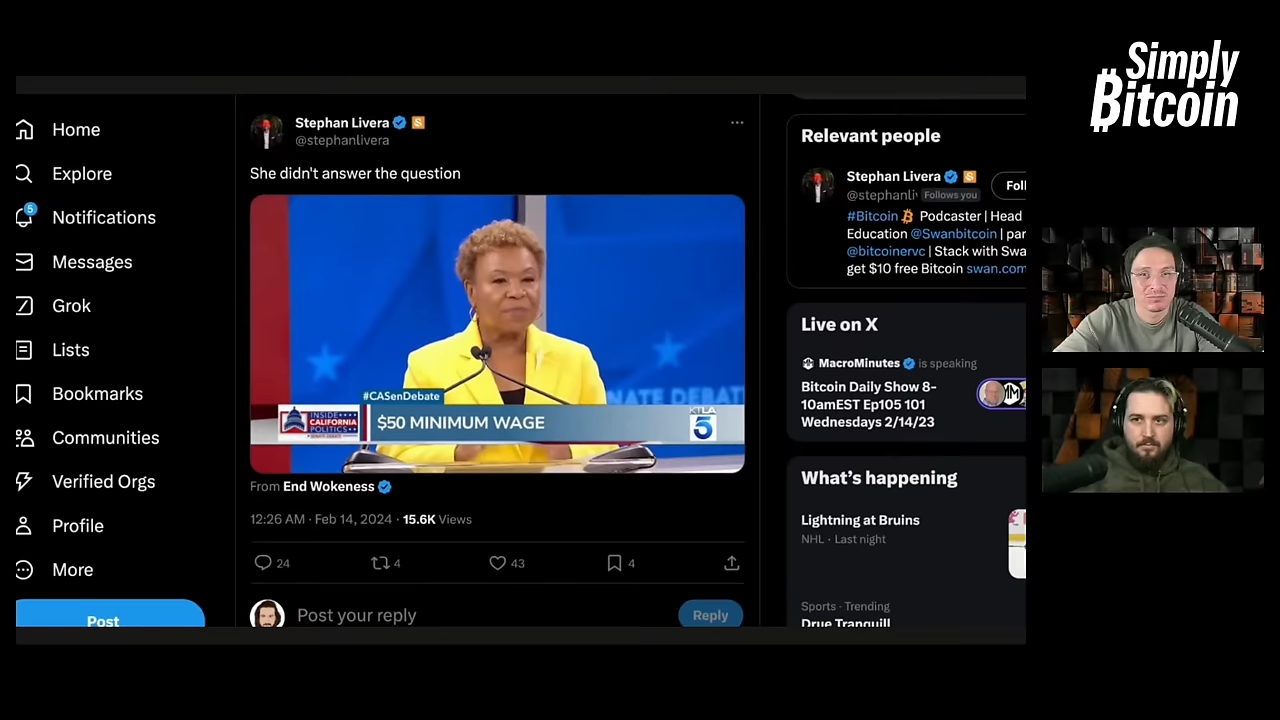 Simply
Bitcoin
Home
Explore
5
Notifications
Messages
Grok
Lists
Bookmarks
Communities
Verified Orgs
Profile
More
Post
Stephan Livera
@stephanlivera
She didn't answer the question
NATE DEBAT
#CASenDebate
INSIDE
CALIFORNIA
POLITICS
$50 MINIMUM WAGE
KTLA
5
From End Wokeness
12:26 AM · Feb 14, 2024 · 15.6K Views
24
4
43
4
Post your reply
Reply
Relevant people
Stephan Livera
@stephanli
Follows you
Foll
#Bitcoin Podcaster | Head
Education @Swanbitcoin | par
@bitcoinervc | Stack with Swa
get $10 free Bitcoin swan.com
Live on X
MacroMinutes is speaking
Bitcoin Daily Show 8-
10amEST Ep105 101
Wednesdays 2/14/23
What's happening
Lightning at Bruins
NHL · Last night
Sports · Trending
Drue Tranquill